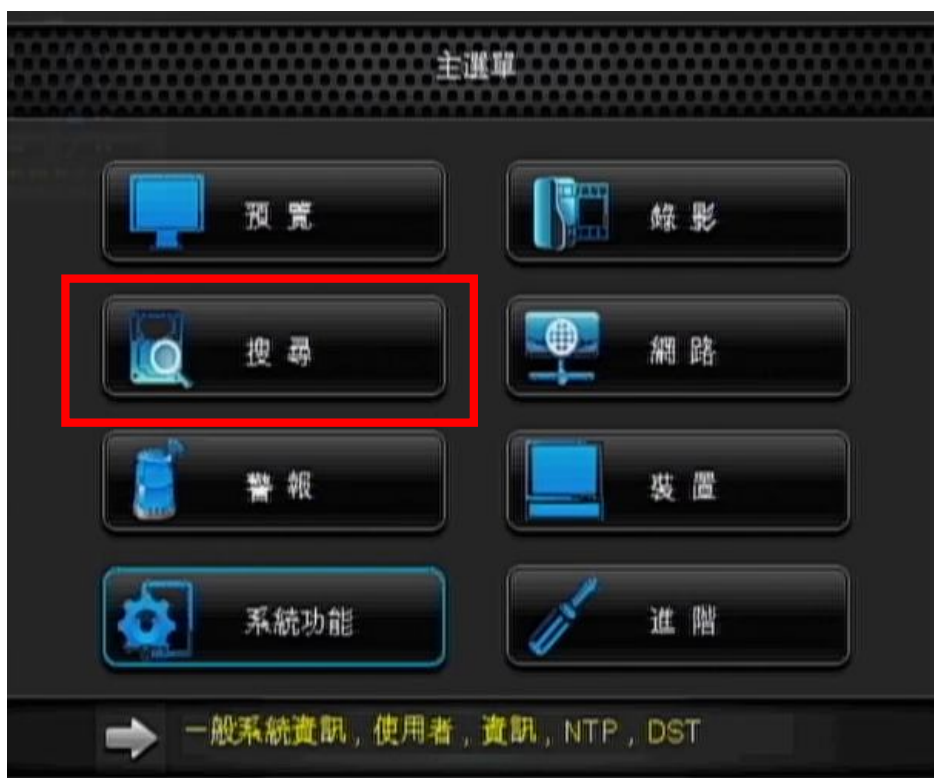 主選單
預覽
錄影
搜尋
網路
警報
裝置
系統功能
進階
一般系統資訊 , 使用者 , 資訊 , NTP , DST